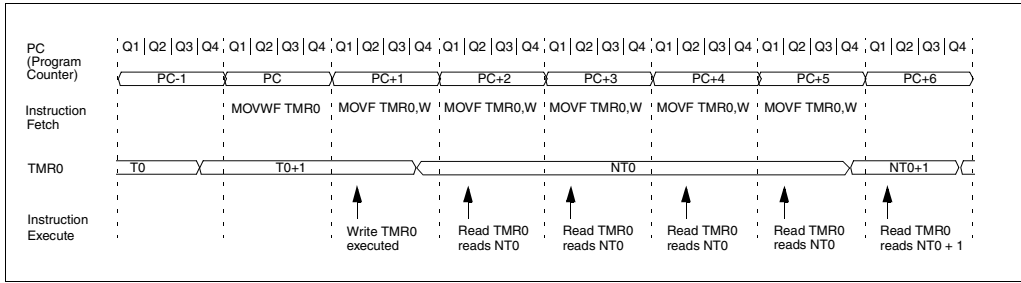 Q1 Q2 Q3 Q4 Q1 Q2 Q3 Q4 Q1 Q2 Q3 Q4 Q1 Q2 Q3 Q4 Q1 Q2 Q3 Q4 Q1 Q2 Q3 Q4 Q1 Q2 Q3 Q4 Q1 Q2 Q3 Q4
PC
(Program
Counter)
PC-1 PC PC+1 PC+2 PC+3 PC+4 PC+5 PC+6
Instruction
Fetch
MOVWF TMR0 MOVF TMR0,W MOVF TMR0,W MOVF TMR0,W MOVF TMR0,W MOVF TMR0,W
TMR0
T0 T0+1 NT0 NT0+1
Instruction
Execute
Write TMR0
executed
Read TMR0
reads NT0
Read TMR0
reads NT0
Read TMR0
reads NT0
Read TMR0
reads NT0
Read TMR0
reads NT0 + 1